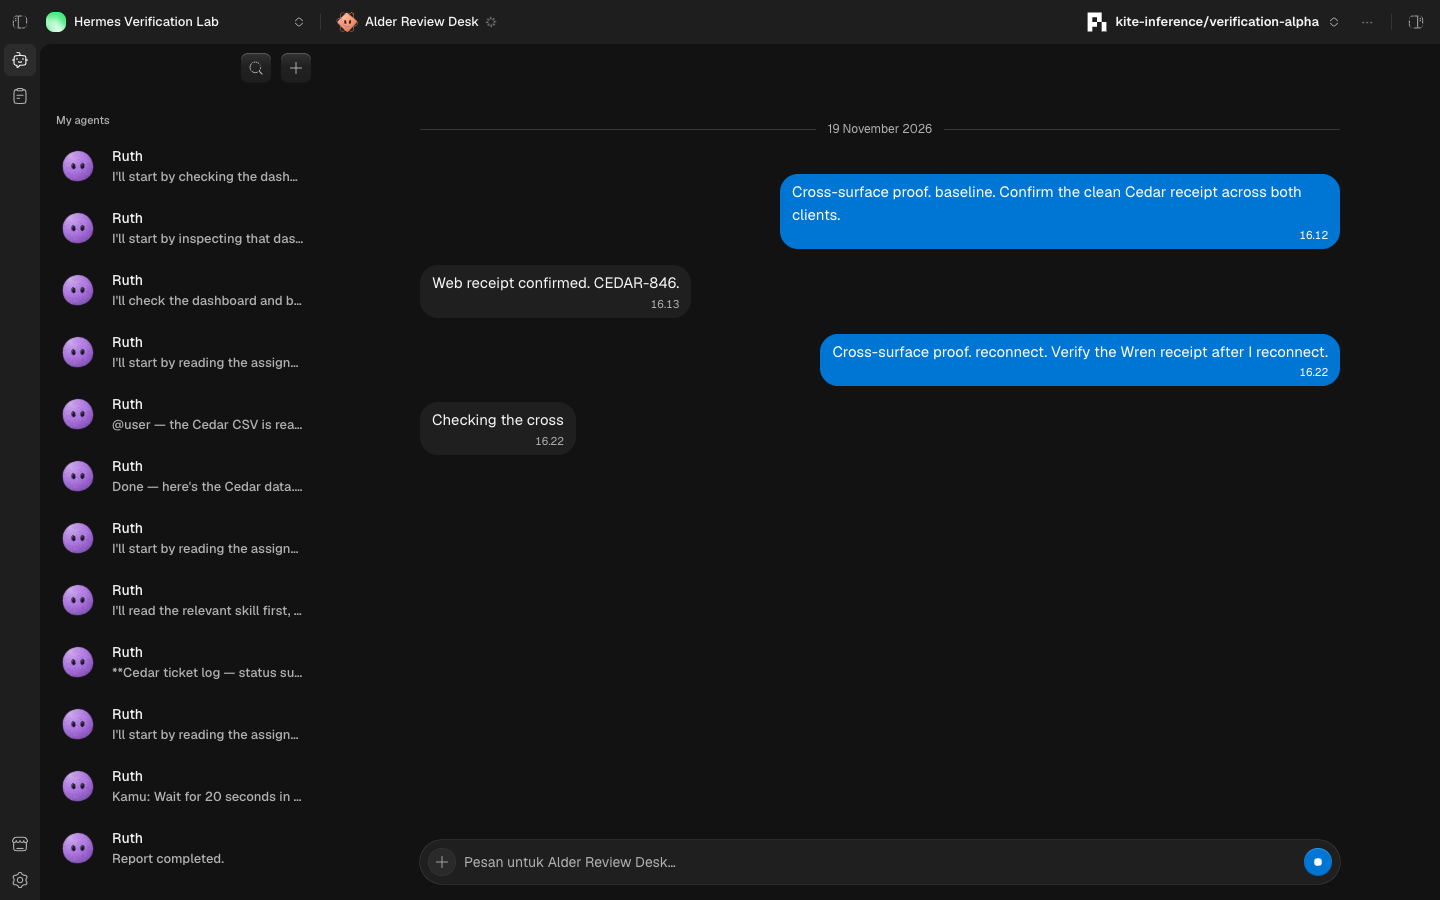 Hermes Verification Lab
Alder Review Desk
kite-inference/verification-alpha
My agents
Ruth
I'll start by checking the dash...
Ruth
I'll start by inspecting that das...
Ruth
I'll check the dashboard and b...
Ruth
I'll start by reading the assign...
Ruth
@user — the Cedar CSV is rea...
Ruth
Done — here's the Cedar data....
Ruth
I'll start by reading the assign...
Ruth
I'll read the relevant skill first, ...
Ruth
**Cedar ticket log — status su...
Ruth
I'll start by reading the assign...
Ruth
Kamu: Wait for 20 seconds in ...
Ruth
Report completed.
19 November 2026
Cross-surface proof. baseline. Confirm the clean Cedar receipt across both
clients.
16.12
Web receipt confirmed. CEDAR-846.
16.13
Cross-surface proof. reconnect. Verify the Wren receipt after I reconnect.
16.22
Checking the cross
16.22
Pesan untuk Alder Review Desk...